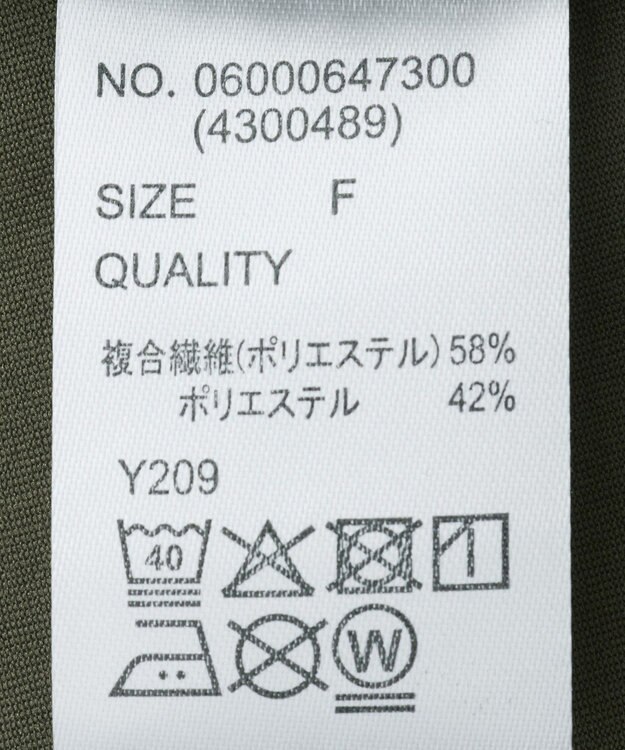 NO. 06000647300
(4300489)
SIZE F
QUALITY
複合繊維(ポリエステル) 58%
ポリエステル 42%
Y209
40
W